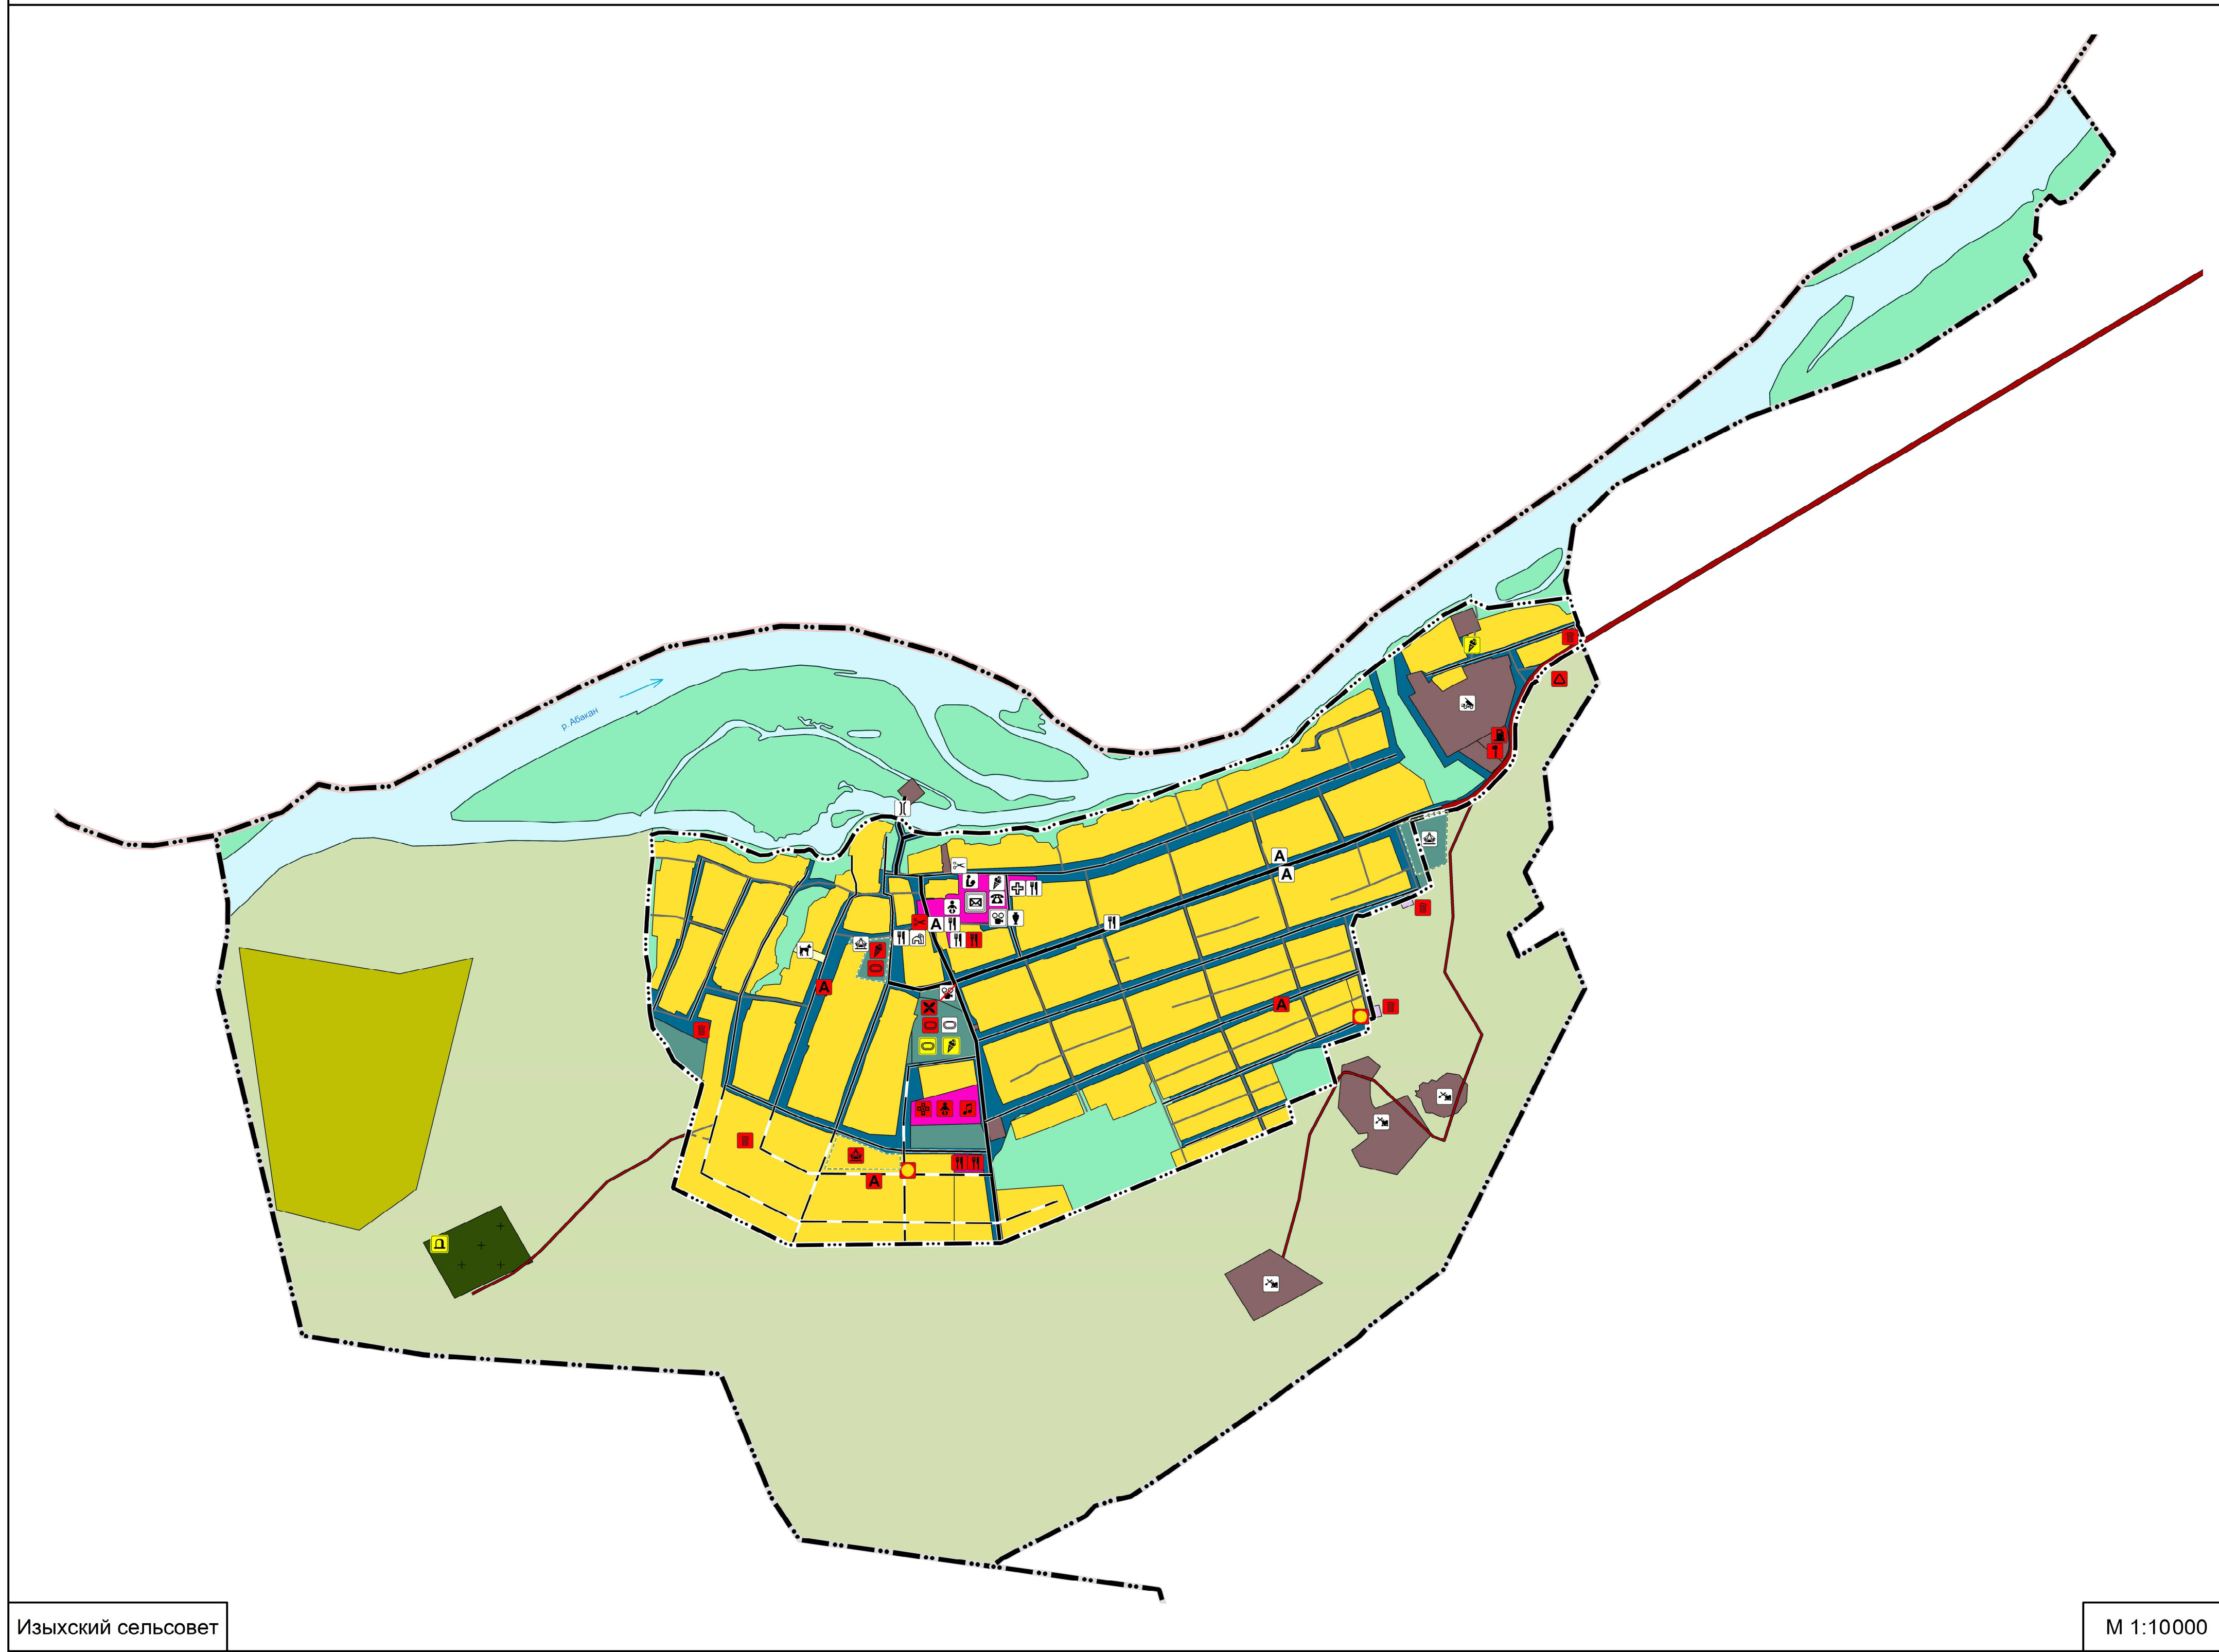 р. Абакан
A
A
A
A
A
A
Изыхский сельсовет
М 1:10000